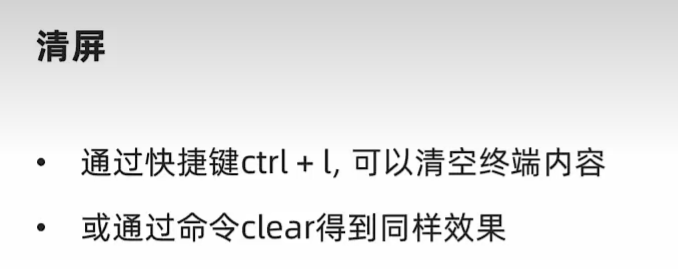 清屏
• 通过快捷键ctrl + l, 可以清空终端内容
• 或通过命令clear得到同样效果